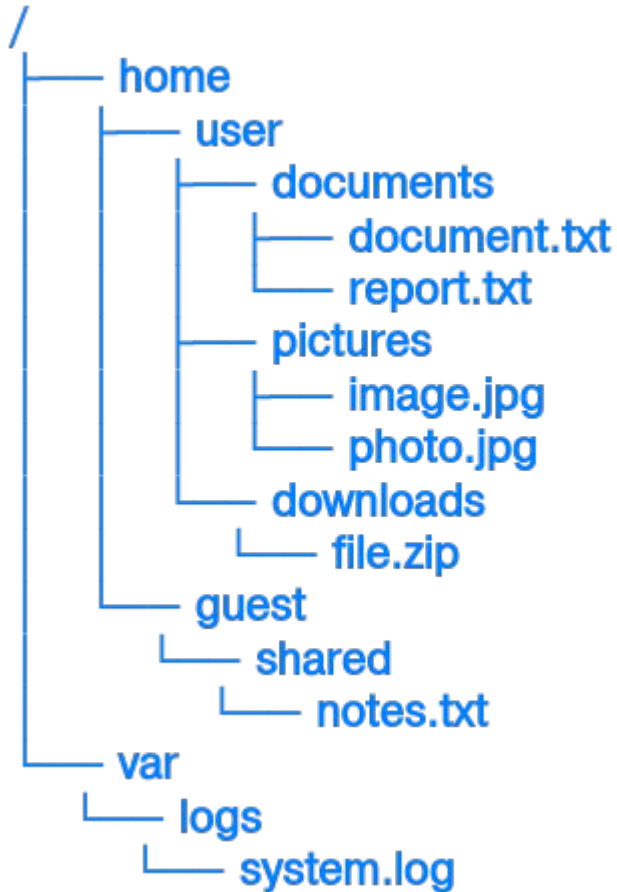 /
home
user
documents
document.txt
report.txt
pictures
image.jpg
photo.jpg
downloads
file.zip
guest
shared
notes.txt
var
logs
system.log